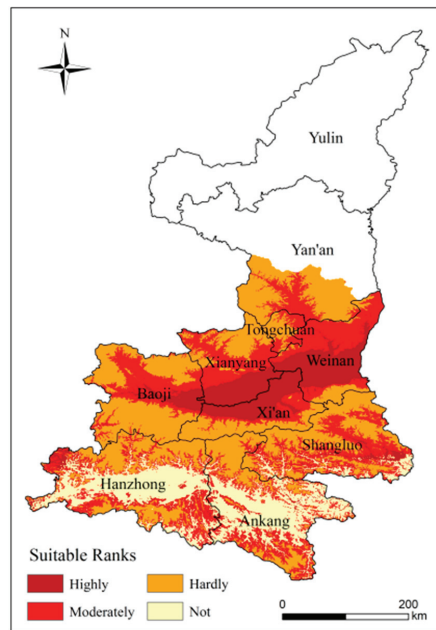 N
Yulin
Yan'an
Tongchuan
Xianyang
Weinan
Baoji
Xi'an
Shangluo
Hanzhong
Ankang
Suitable Ranks
Highly
Hardly
Moderately
Not
0
200
km